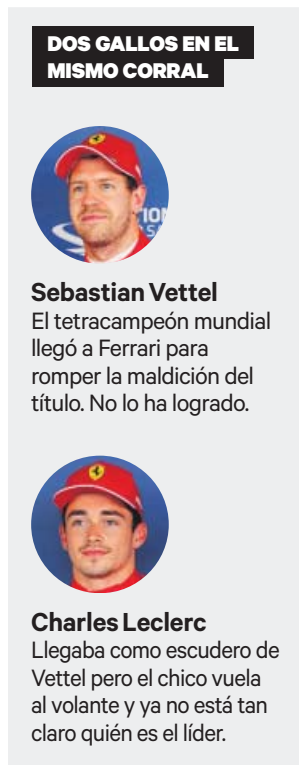 DOS GALLOS EN EL
MISMO CORRAL
Sebastian Vettel
El tetracampeón mundial
llegó a Ferrari para
romper la maldición del
título. No lo ha logrado.
Charles Leclerc
Llegaba como escudero de
Vettel pero el chico vuela
al volante y ya no está tan
claro quién es el líder.